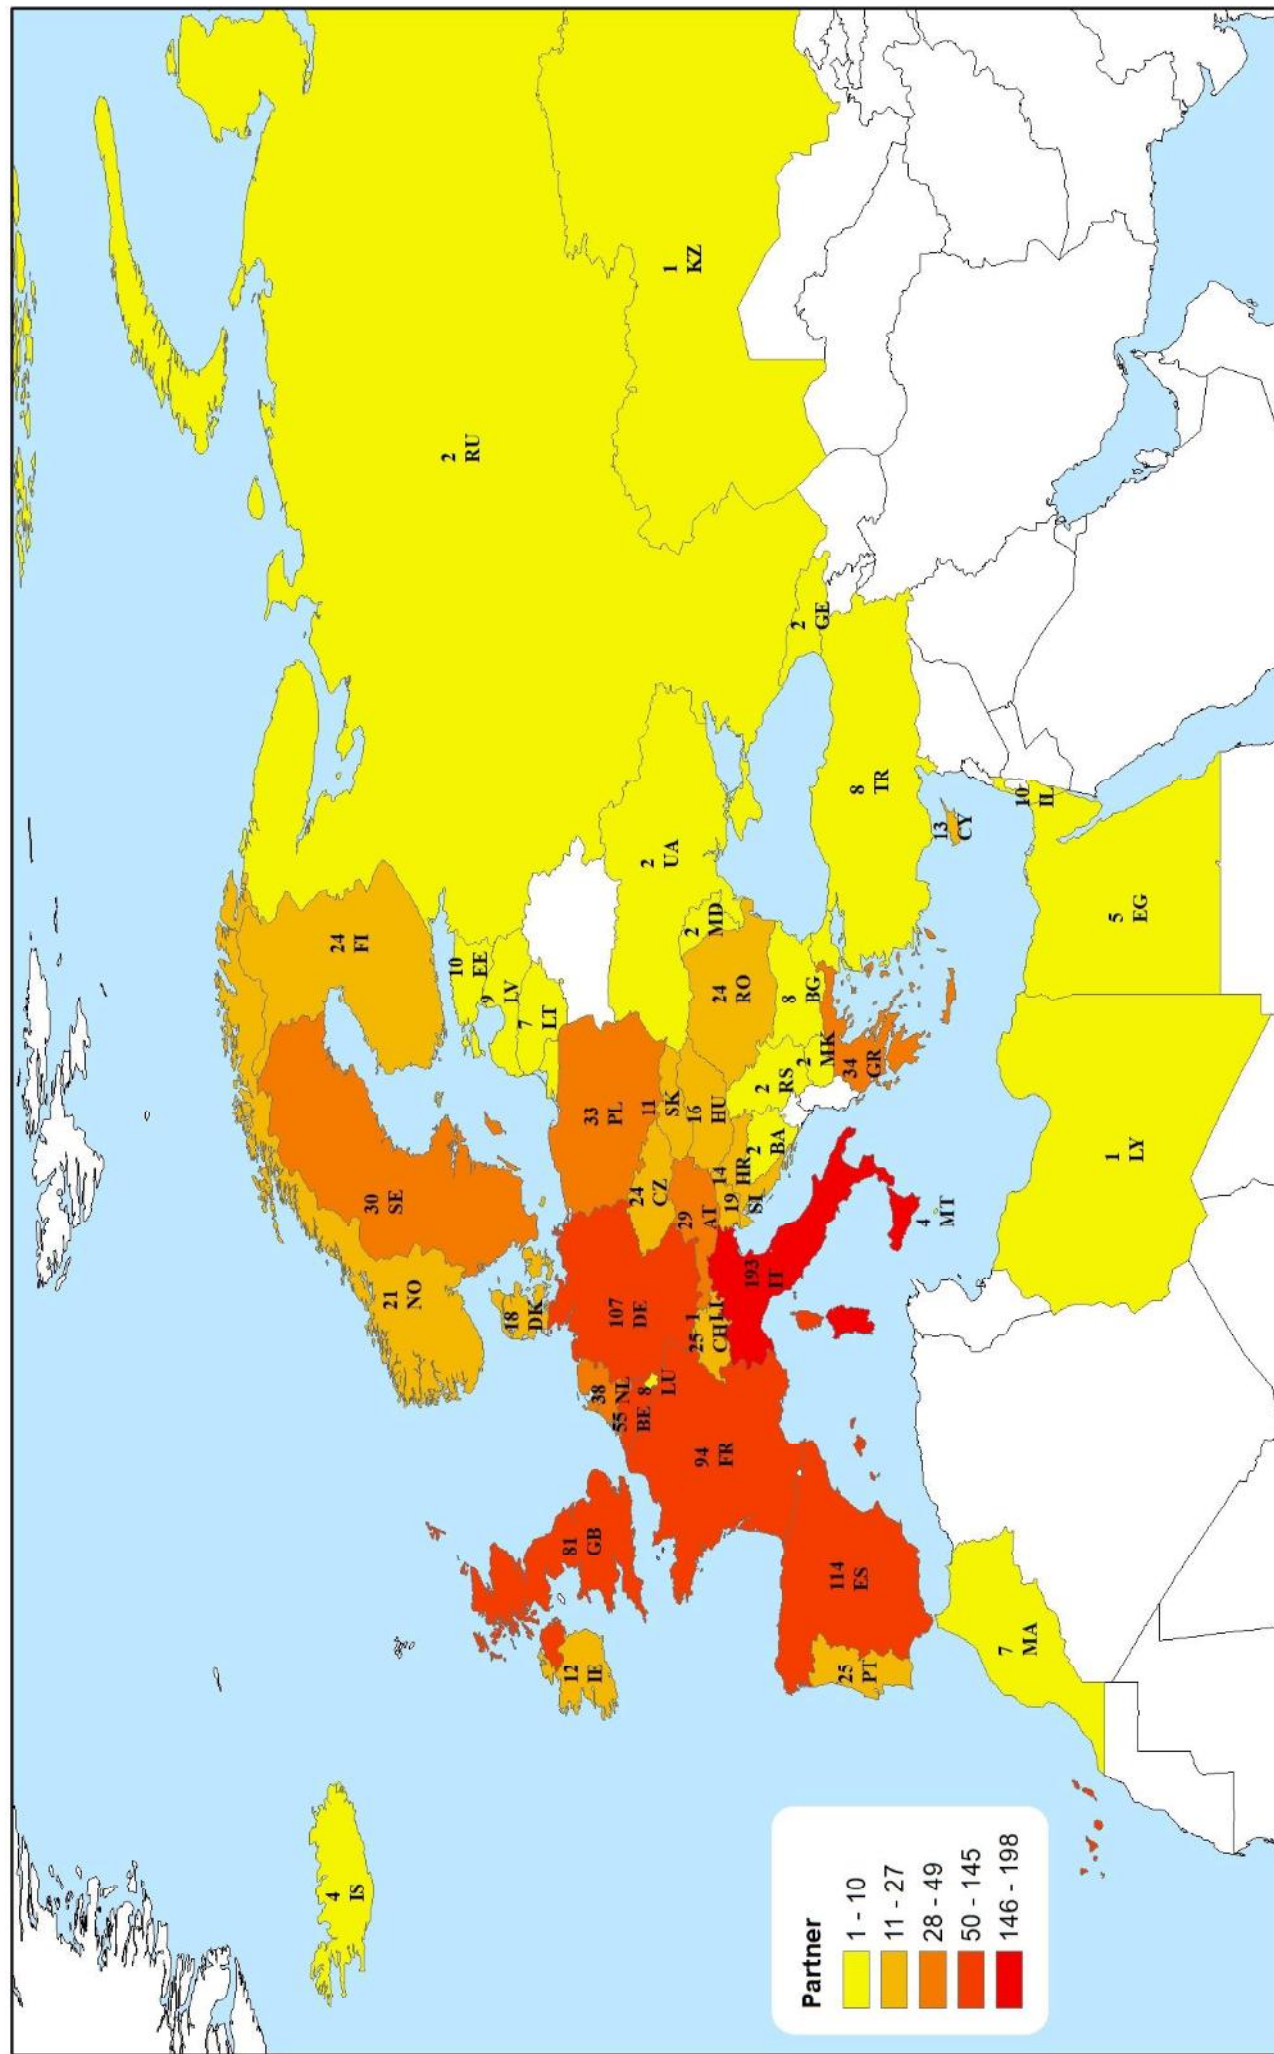 4
IS
21
NO
30
SE
24
FI
2
RU
10
EE
9
LV
7
LT
12
IE
81
GB
18
DK
38
NL
55
BE
8
LU
107
DE
33
PL
24
CZ
11
SK
2
UA
1
KZ
94
FR
25
CH
1
LI
29
AT
19
SI
14
HR
16
HU
24
RO
2
MD
2
BA
2
RS
8
BG
2
MK
34
GR
193
IT
114
ES
25
PT
4
MT
8
TR
2
GE
13
CY
10
IL
7
MA
1
LY
5
EG
Partner
1 - 10
11 - 27
28 - 49
50 - 145
146 - 198